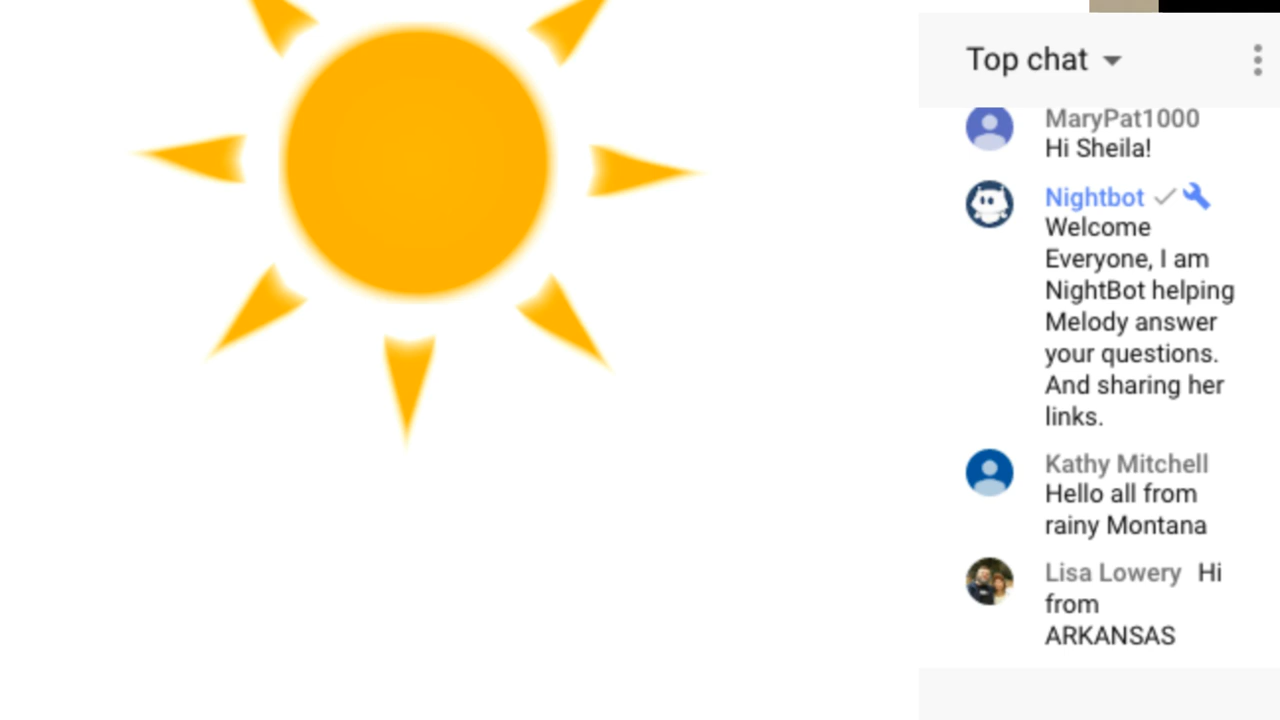 Top chat
MaryPat1000
Hi Sheila!
Nightbot
Welcome
Everyone, I am
NightBot helping
Melody answer
your questions.
And sharing her
links.
Kathy Mitchell
Hello all from
rainy Montana
Lisa Lowery Hi
from
ARKANSAS